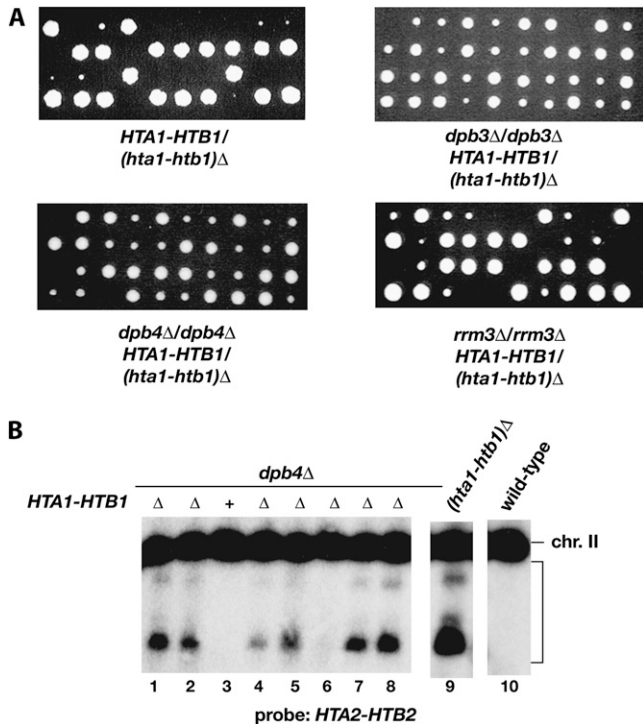 A
HTA1-HTB1/
(hta1-htb1)Δ
dpb3Δ/dpb3Δ
HTA1-HTB1/
(hta1-htb1)Δ
dpb4Δ/dpb4Δ
HTA1-HTB1/
(hta1-htb1)Δ
rrm3Δ/rrm3Δ
HTA1-HTB1/
(hta1-htb1)Δ
B
dpb4Δ
(hta1-htb1)Δ
wild-type
HTA1-HTB1 Δ Δ + Δ Δ Δ Δ Δ
chr. II
1 2 3 4 5 6 7 8 9 10
probe: HTA2-HTB2